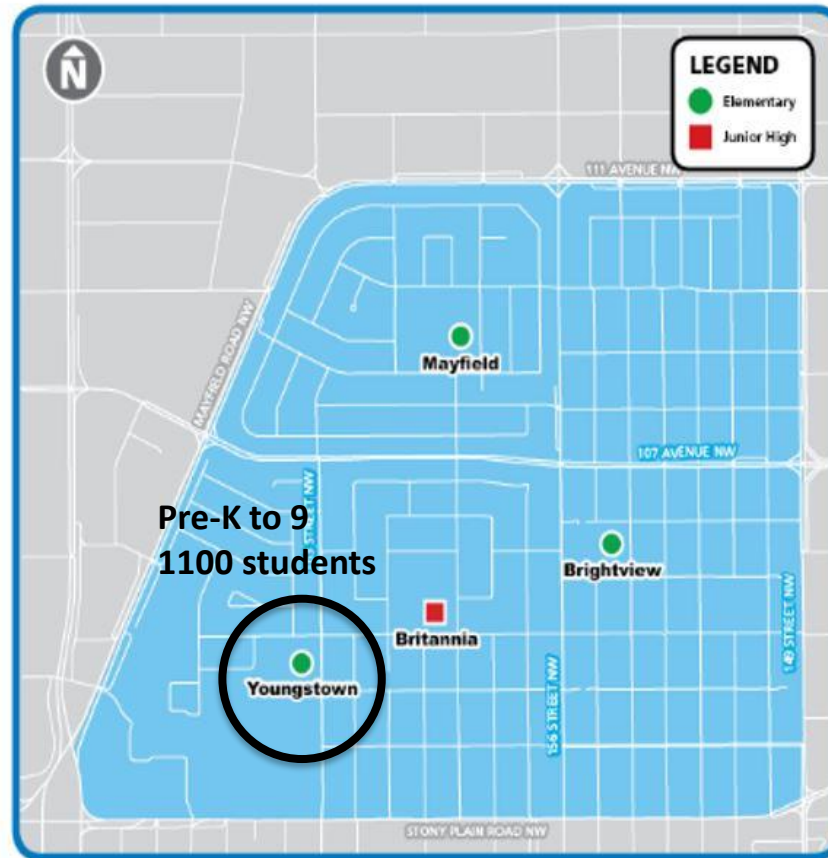 N
LEGEND
Elementary
Junior High
111 AVENUE NW
MAYFIELD ROAD NW
Mayfield
107 AVENUE NW
STREET NW
Pre-K to 9
1100 students
Brightview
Britannia
Youngstown
156 STREET NW
149 STREET NW
STONY PLAIN ROAD NW